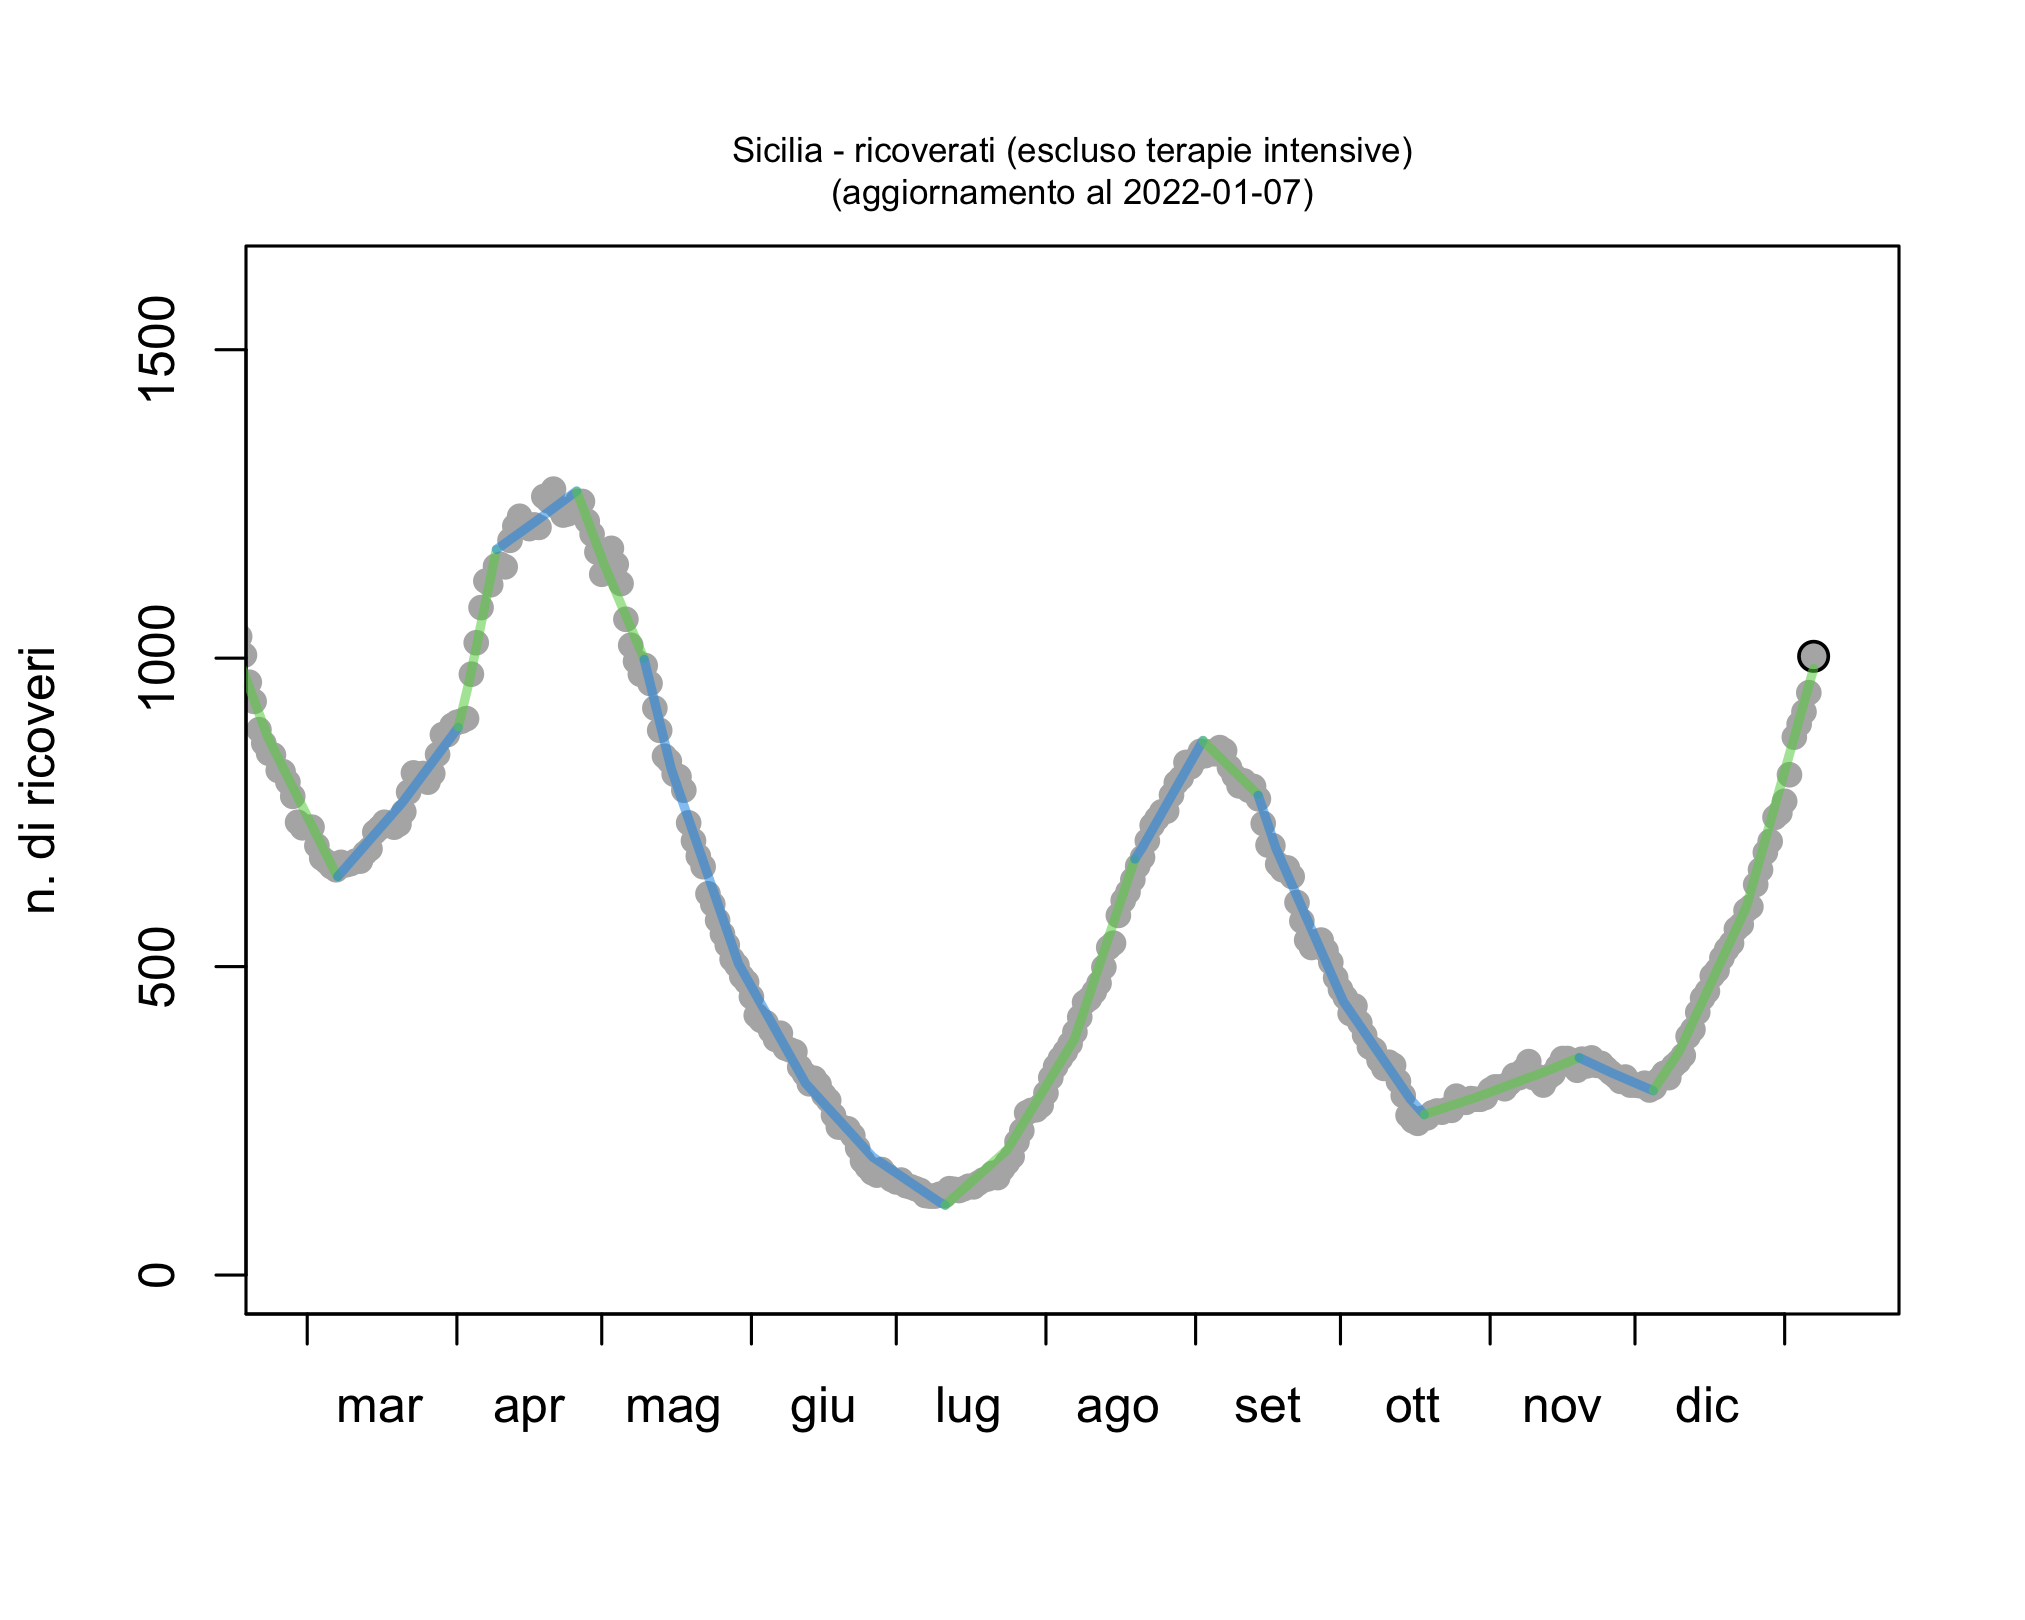 Sicilia - ricoverati (escluso terapie intensive)
(aggiornamento al 2022-01-07)
n. di ricoveri
1500
1000
500
0
mar apr mag giu lug ago set ott nov dic